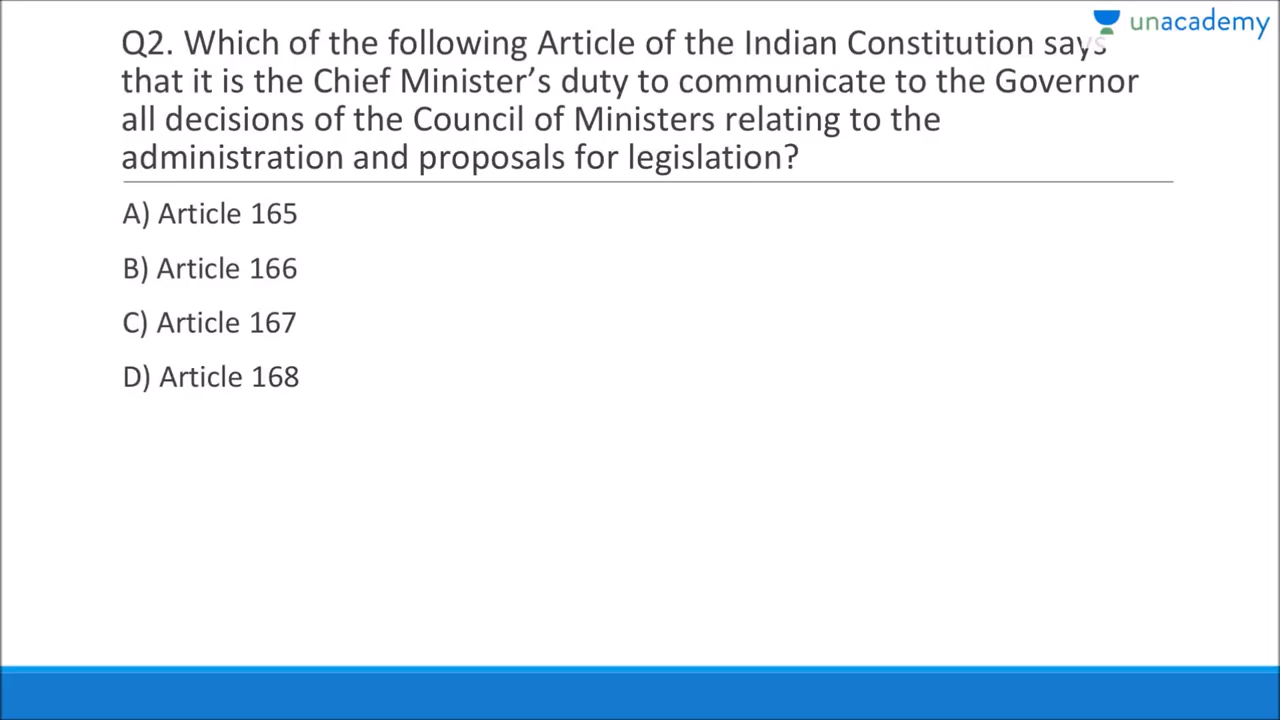 unacademy
Q2. Which of the following Article of the Indian Constitution says
that it is the Chief Minister’s duty to communicate to the Governor
all decisions of the Council of Ministers relating to the
administration and proposals for legislation?
A) Article 165
B) Article 166
C) Article 167
D) Article 168